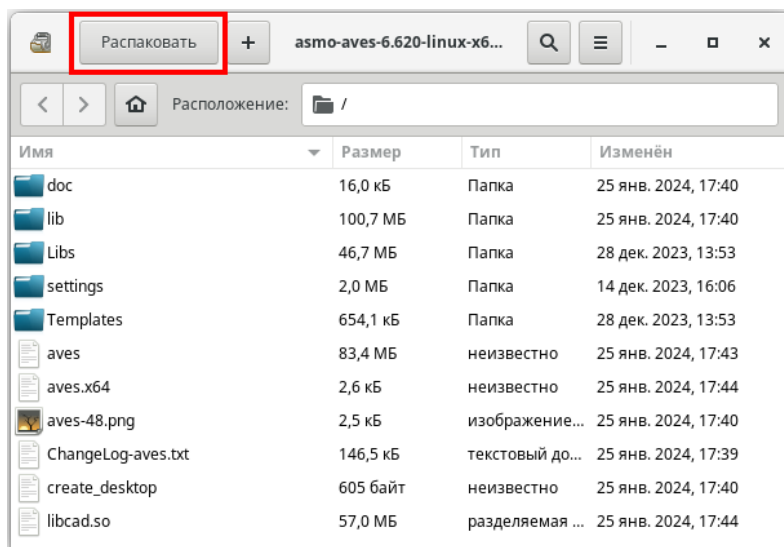 Распаковать + asmo-aves-6.620-linux-x6...
Расположение: /
Имя Размер Тип Изменён
doc 16,0 кБ Папка 25 янв. 2024, 17:40
lib 100,7 МБ Папка 25 янв. 2024, 17:40
Libs 46,7 МБ Папка 28 дек. 2023, 13:53
settings 2,0 МБ Папка 14 дек. 2023, 16:06
Templates 654,1 кБ Папка 28 дек. 2023, 13:53
aves 83,4 МБ неизвестно 25 янв. 2024, 17:43
aves.x64 2,6 кБ неизвестно 25 янв. 2024, 17:44
aves-48.png 2,5 кБ изображение... 25 янв. 2024, 17:40
ChangeLog-aves.txt 146,5 кБ текстовый до... 25 янв. 2024, 17:39
create_desktop 605 байт неизвестно 25 янв. 2024, 17:40
libcad.so 57,0 МБ разделяемая ... 25 янв. 2024, 17:44